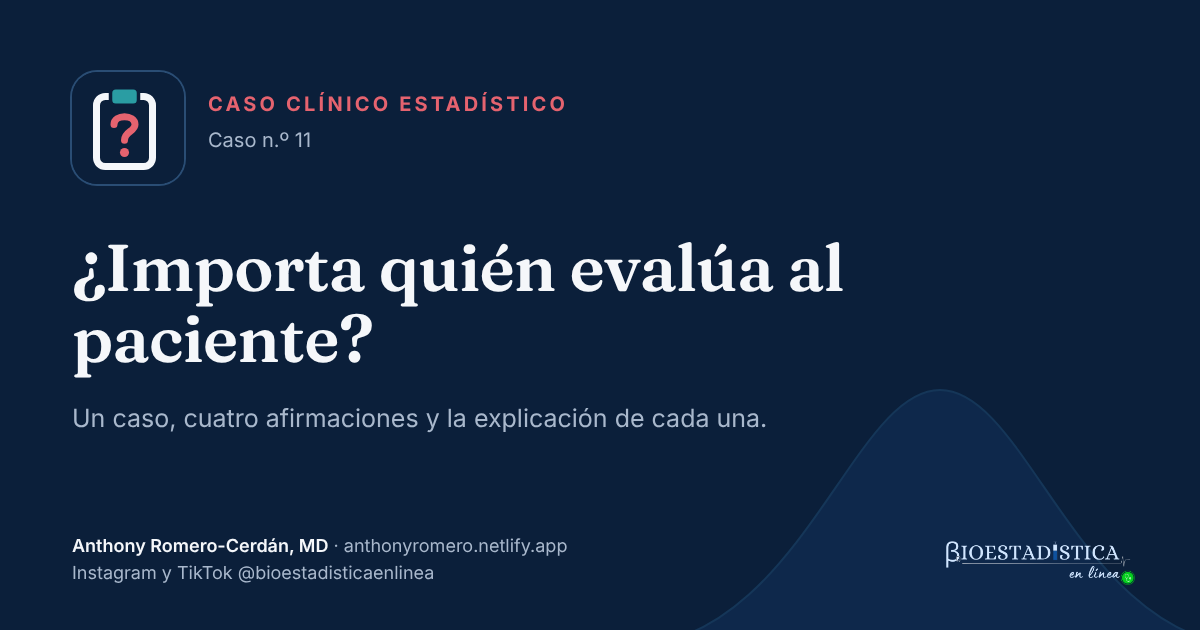 CASO CLÍNICO ESTADÍSTICO
Caso n.º 11
¿Importa quién evalúa al
paciente?
Un caso, cuatro afirmaciones y la explicación de cada una.
Anthony Romero-Cerdán, MD · anthonyromero.netlify.app
Instagram y TikTok @bioestadisticaenlinea
βIOESTADÍSTICA
en línea